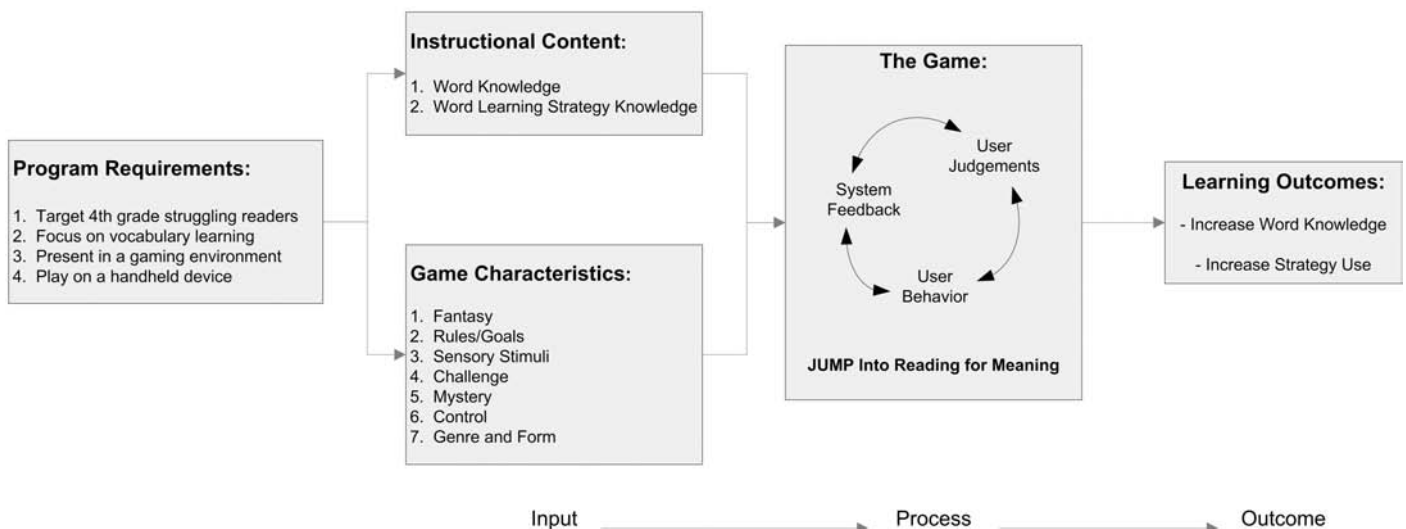 Program Requirements:
1. Target 4th grade struggling readers
2. Focus on vocabulary learning
3. Present in a gaming environment
4. Play on a handheld device
Instructional Content:
1. Word Knowledge
2. Word Learning Strategy Knowledge
Game Characteristics:
1. Fantasy
2. Rules/Goals
3. Sensory Stimuli
4. Challenge
5. Mystery
6. Control
7. Genre and Form
The Game:
User
Judgements
System
Feedback
User
Behavior
JUMP Into Reading for Meaning
Learning Outcomes:
- Increase Word Knowledge
- Increase Strategy Use
Input
Process
Outcome